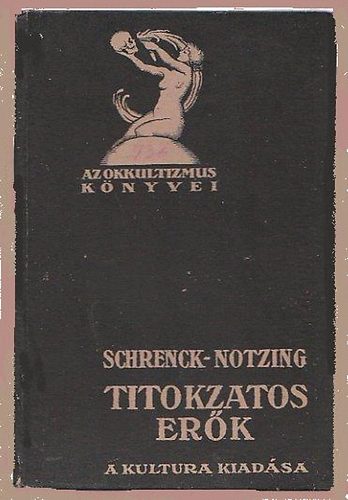 AZ OKKULTIZMUS
KÖNYVEI
SCHRENCK-NOTZING
TITOKZATOS
ERŐK
A KULTURA KIADÁSA